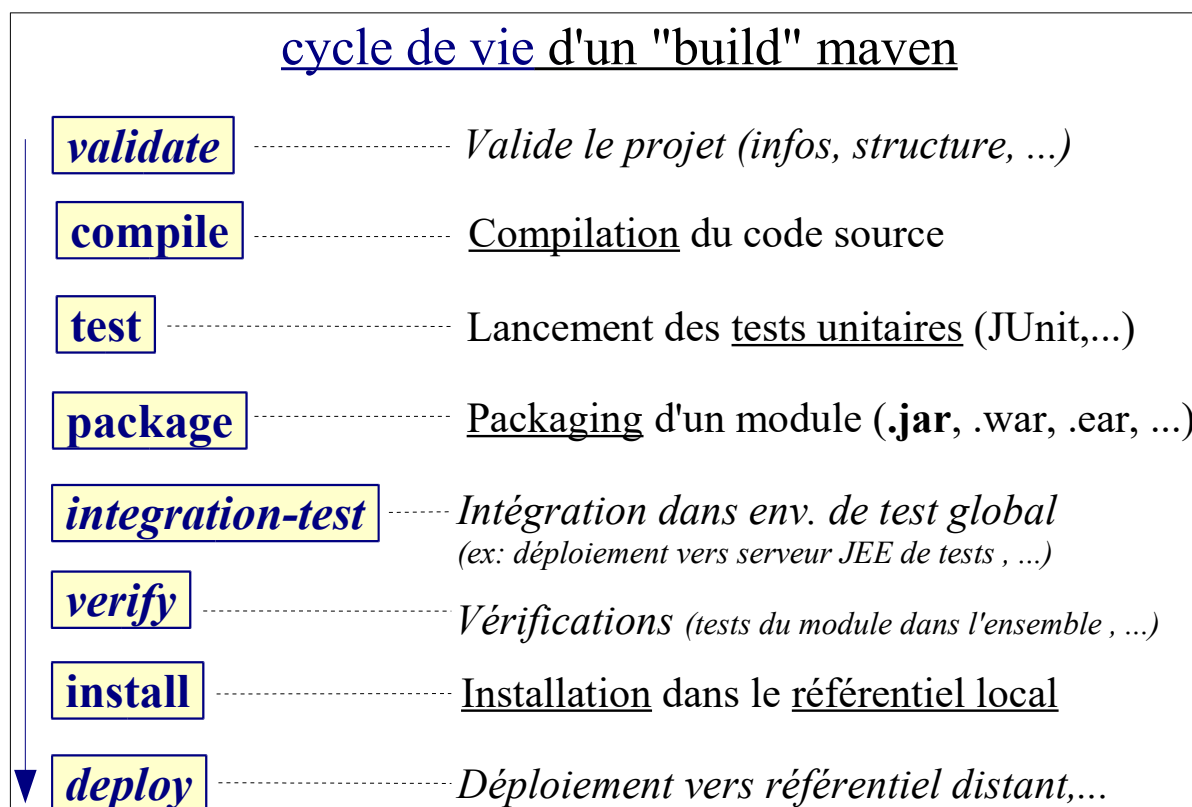 cycle de vie d'un "build" maven
validate Valide le projet (infos, structure, ...)
compile Compilation du code source
test Lancement des tests unitaires (JUnit,...)
package Packaging d'un module (.jar, .war, .ear, ...)
integration-test Intégration dans env. de test global
(ex: déploiement vers serveur JEE de tests , ...)
verify Vérifications (tests du module dans l'ensemble , ...)
install Installation dans le référentiel local
deploy Déploiement vers référentiel distant,...